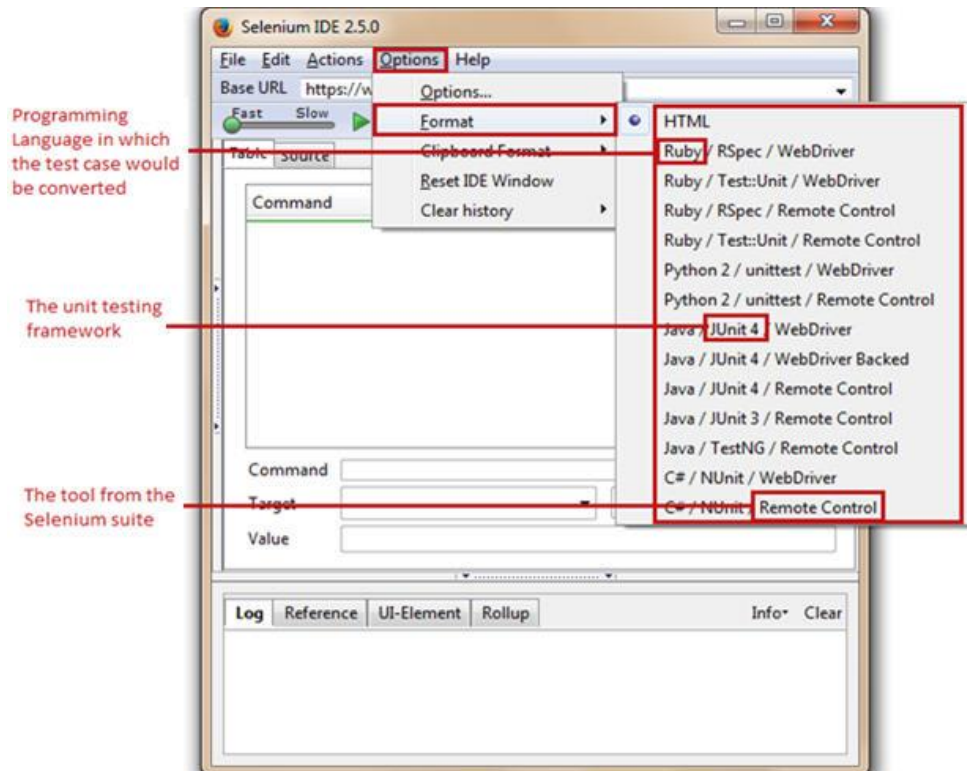 Selenium IDE 2.5.0
File Edit Actions Options Help
Base URL https://w
Options...
Fast Slow
Format
Table Source
Clipboard Format
Reset IDE Window
Clear history
Command
HTML
Ruby / RSpec / WebDriver
Ruby / Test::Unit / WebDriver
Ruby / RSpec / Remote Control
Ruby / Test::Unit / Remote Control
Python 2 / unittest / WebDriver
Python 2 / unittest / Remote Control
Java / JUnit 4 / WebDriver
Java / JUnit 4 / WebDriver Backed
Java / JUnit 4 / Remote Control
Java / JUnit 3 / Remote Control
Java / TestNG / Remote Control
C# / NUnit / WebDriver
C# / NUnit / Remote Control
Programming
Language in which
the test case would
be converted
The unit testing
framework
The tool from the
Selenium suite
Command
Target
Value
Log Reference UI-Element Rollup Info Clear